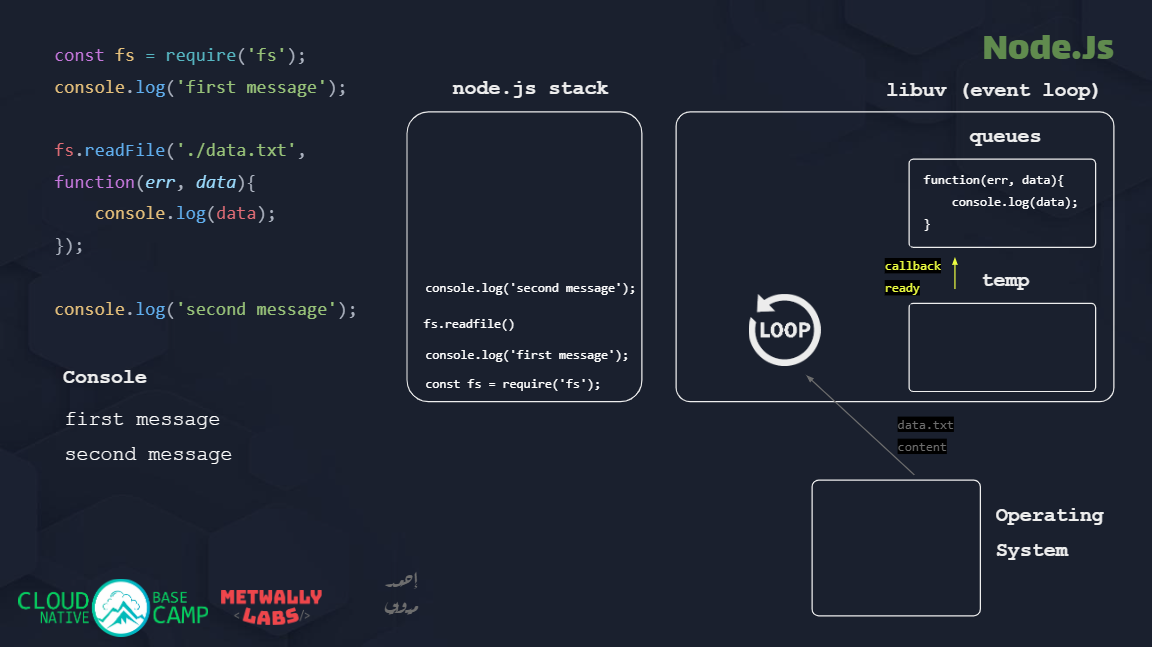 Node.Js
const fs = require('fs');
console.log('first message');
fs.readFile('./data.txt',
function(err, data){
    console.log(data);
});
console.log('second message');
Console
first message
second message
node.js stack
console.log('second message');
fs.readfile()
console.log('first message');
const fs = require('fs');
libuv (event loop)
queues
function(err, data){
    console.log(data);
}
callback
ready
temp
LOOP
data.txt
content
Operating
System
CLOUD NATIVE BASE CAMP
METWALLY
<LABS/>
إحمد